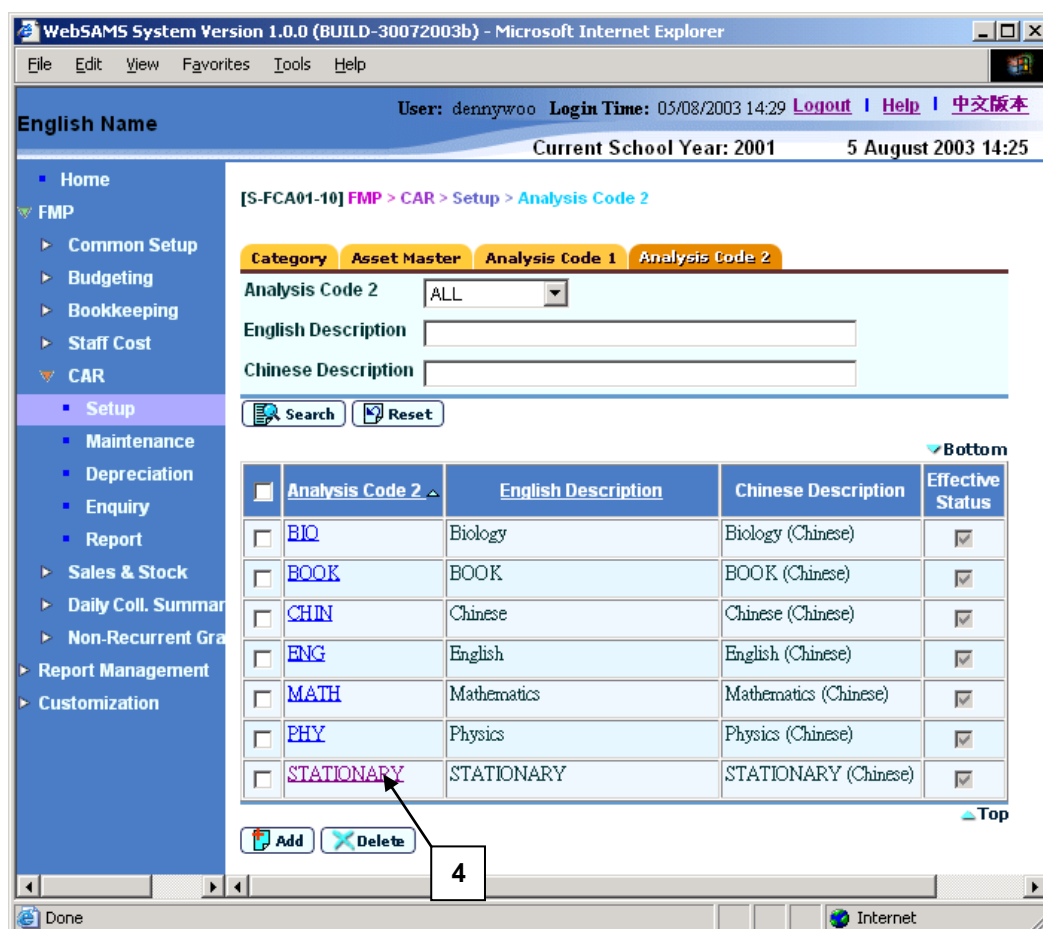 WebSAMS System Version 1.0.0 (BUILD-30072003b) - Microsoft Internet Explorer
File Edit View Favorites Tools Help
User: dennywoo Login Time: 05/08/2003 14:29 Logout | Help | 中文版本
English Name
Current School Year: 2001 5 August 2003 14:25
Home
FMP
Common Setup
Budgeting
Bookkeeping
Staff Cost
CAR
Setup
Maintenance
Depreciation
Enquiry
Report
Sales & Stock
Daily Coll. Summar
Non-Recurrent Gra
Report Management
Customization
[S-FCA01-10] FMP > CAR > Setup > Analysis Code 2
Category Asset Master Analysis Code 1 Analysis Code 2
Analysis Code 2 ALL
English Description
Chinese Description
Search Reset
Bottom
Analysis Code 2 English Description Chinese Description Effective Status
BIO Biology Biology (Chinese)
BOOK BOOK BOOK (Chinese)
CHIN Chinese Chinese (Chinese)
ENG English English (Chinese)
MATH Mathematics Mathematics (Chinese)
PHY Physics Physics (Chinese)
STATIONARY STATIONARY STATIONARY (Chinese)
Top
Add Delete
4
Done Internet